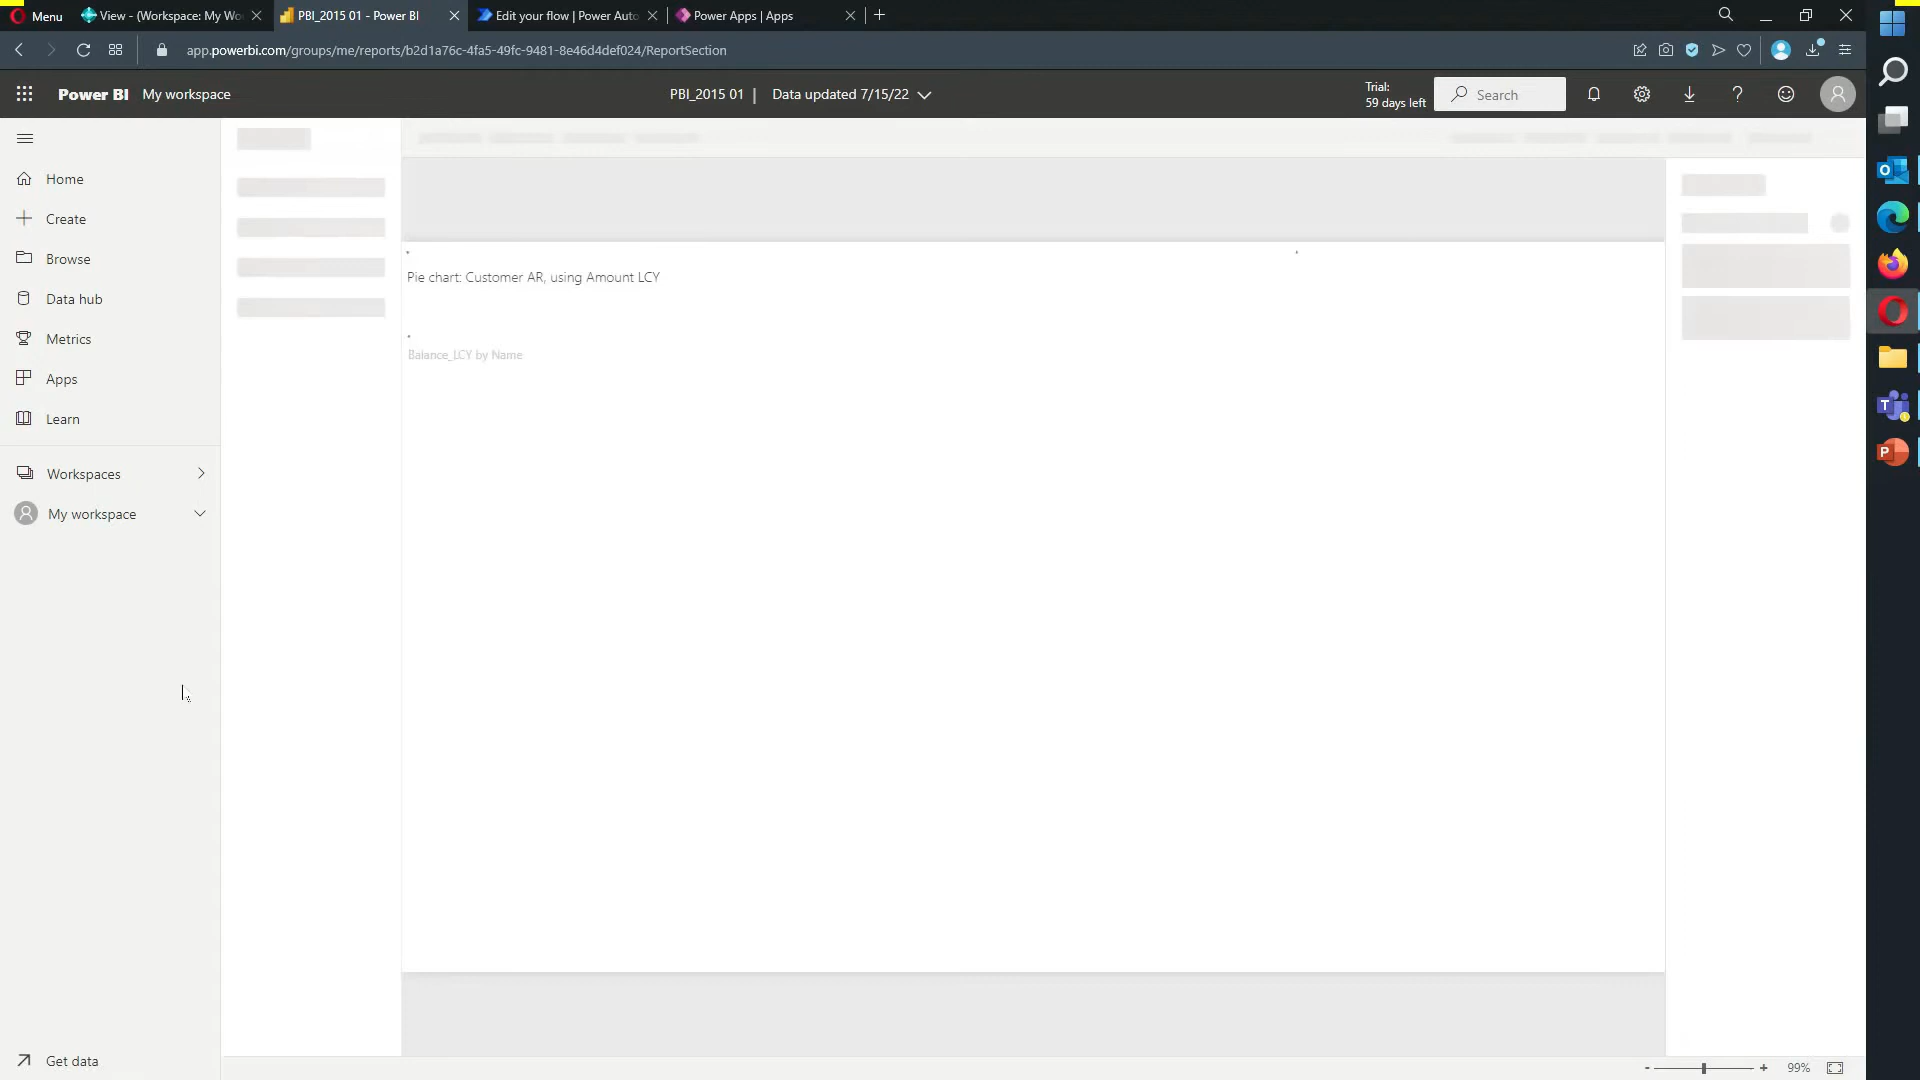 Menu
View - (Workspace: My Wo
PBI_2015 01 - Power BI
Edit your flow | Power Auto
Power Apps | Apps
app.powerbi.com/groups/me/reports/b2d1a76c-4fa5-49fc-9481-8e46d4def024/ReportSection
Power BI My workspace
PBI_2015 01 | Data updated 7/15/22
Trial:
59 days left
Search
Home
Create
Browse
Data hub
Metrics
Apps
Learn
Workspaces
My workspace
Get data
Pie chart: Customer AR, using Amount LCY
Balance_LCY by Name
- + 99%